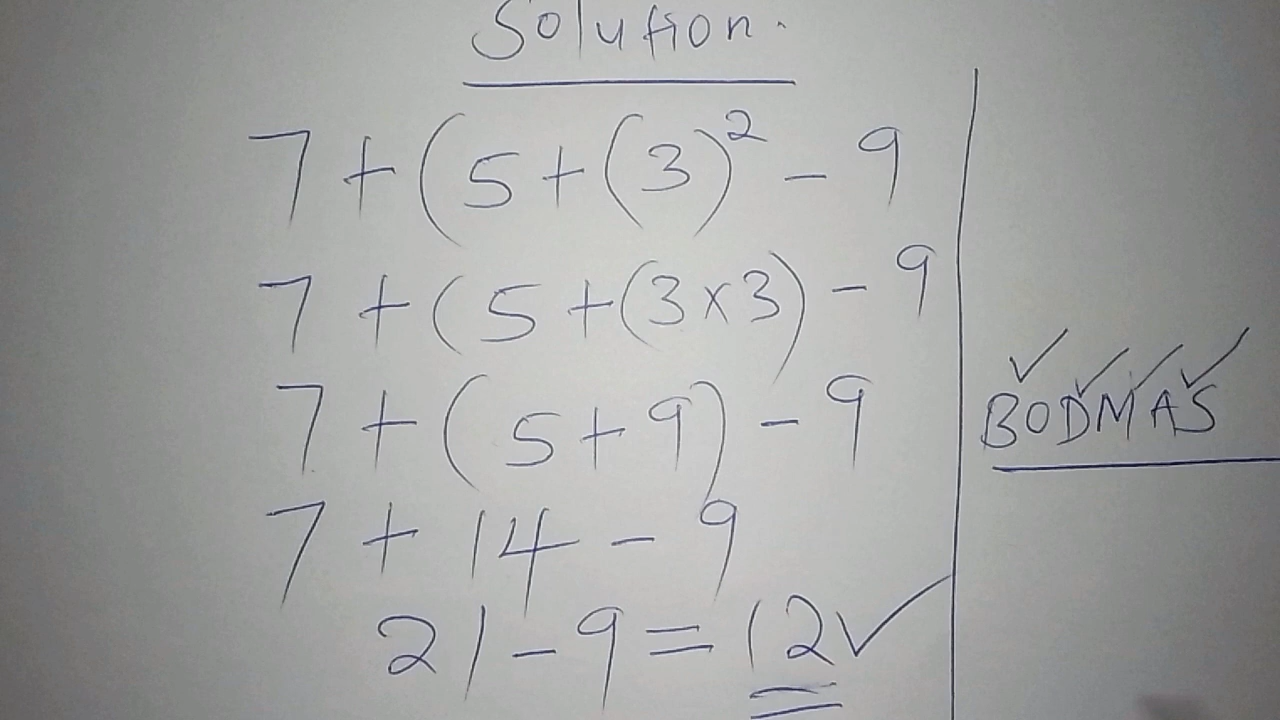 Solution.
7 + (5 + (3)² - 9
7 + (5 + (3 x 3) - 9
7 + (5 + 9) - 9
7 + 14 - 9
21 - 9 = 12 ✓
✓ ✓ ✓ ✓
BODMAS